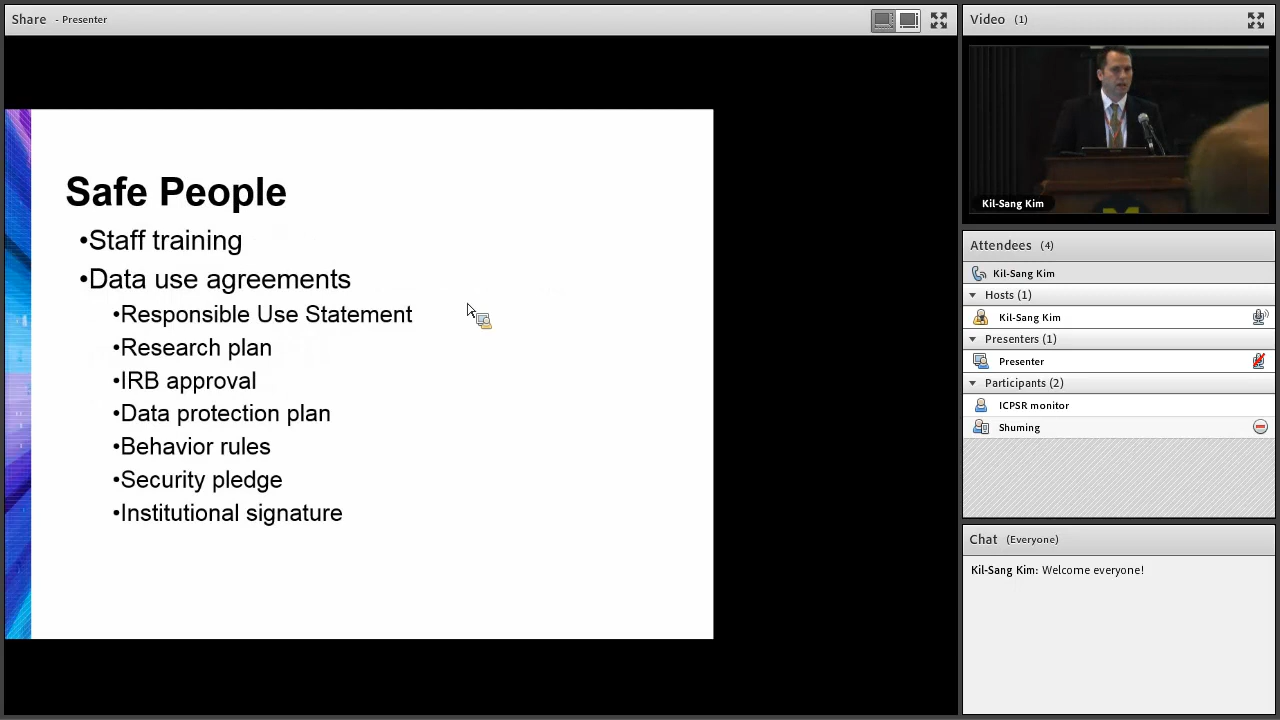 Share - Presenter
Safe People
•Staff training
•Data use agreements
•Responsible Use Statement
•Research plan
•IRB approval
•Data protection plan
•Behavior rules
•Security pledge
•Institutional signature
Video (1)
Kil-Sang Kim
Attendees (4)
Kil-Sang Kim
Hosts (1)
Kil-Sang Kim
Presenters (1)
Presenter
Participants (2)
ICPSR monitor
Shuming
Chat (Everyone)
Kil-Sang Kim: Welcome everyone!